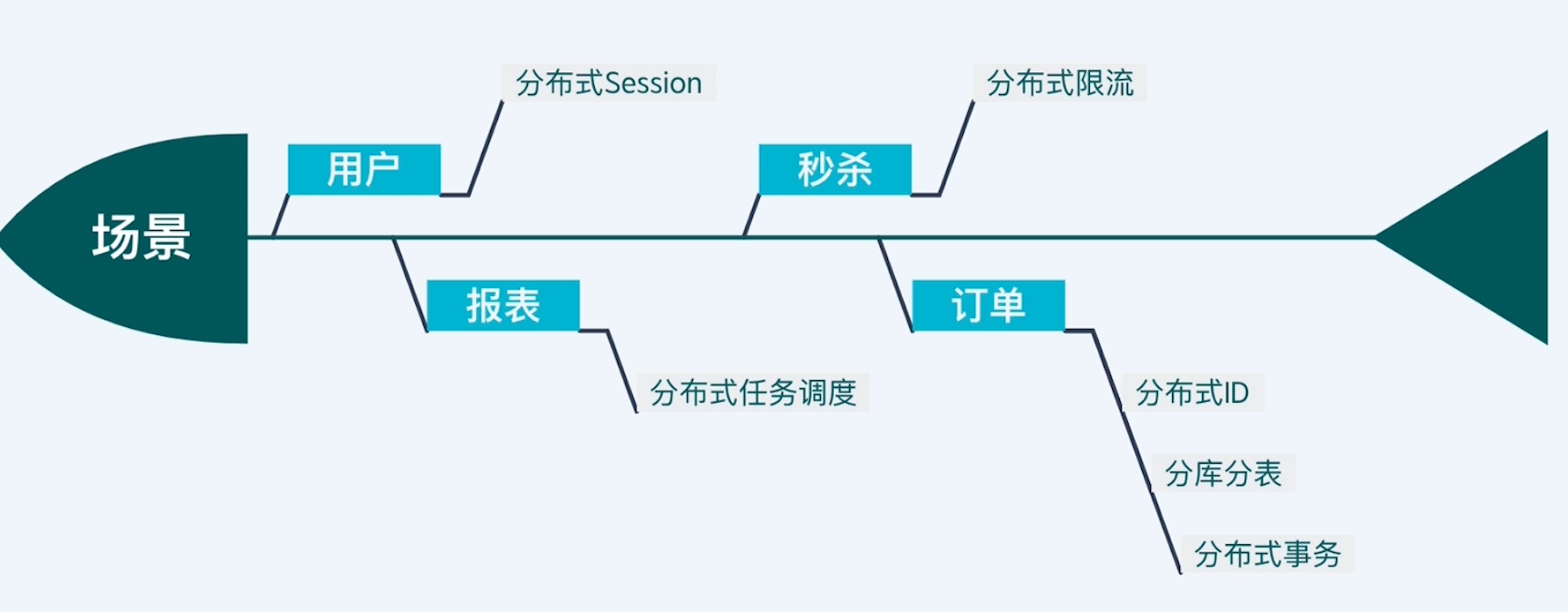 分布式Session
分布式限流
用户
秒杀
场景
报表
订单
分布式任务调度
分布式ID
分库分表
分布式事务